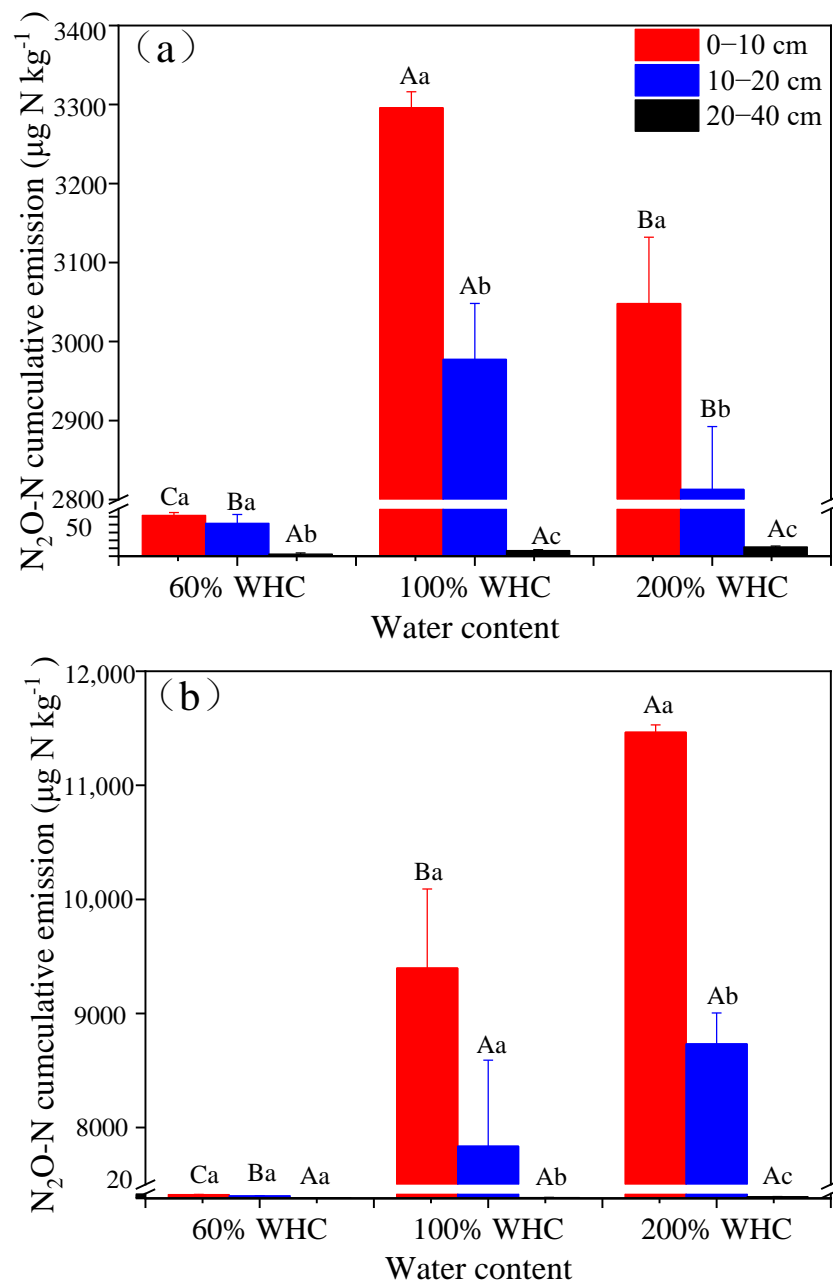 N₂O-N cumculative emission (µg N kg⁻¹)
(a)
0−10 cm
10−20 cm
20−40 cm
3400
3300
3200
3100
3000
2900
2800
50
Aa
Ab
Ac
Ba
Bb
Ac
Ca
Ba
Ab
60% WHC 100% WHC 200% WHC
Water content
N₂O-N cumculative emission (µg N kg⁻¹)
(b)
12,000
11,000
10,000
9000
8000
20
Ca
Ba
Aa
Ba
Aa
Ab
Aa
Ab
Ac
60% WHC 100% WHC 200% WHC
Water content